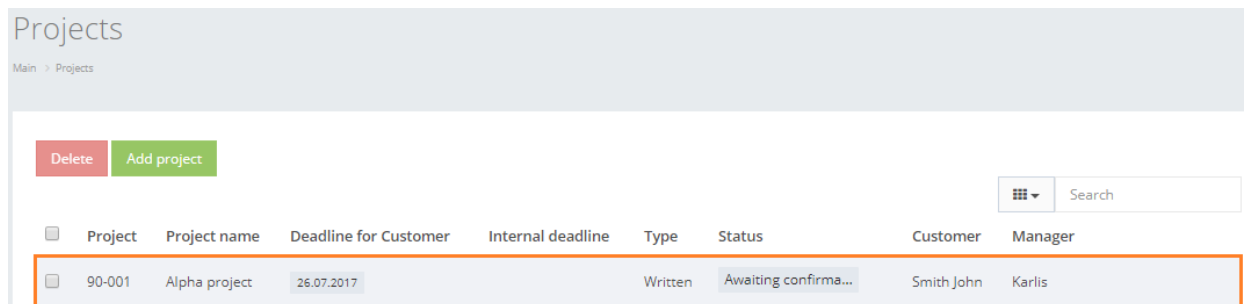 Projects
Main > Projects
Delete Add project
Search
Project Project name Deadline for Customer Internal deadline Type Status Customer Manager
90-001 Alpha project 26.07.2017 Written Awaiting confirma... Smith John Karlis